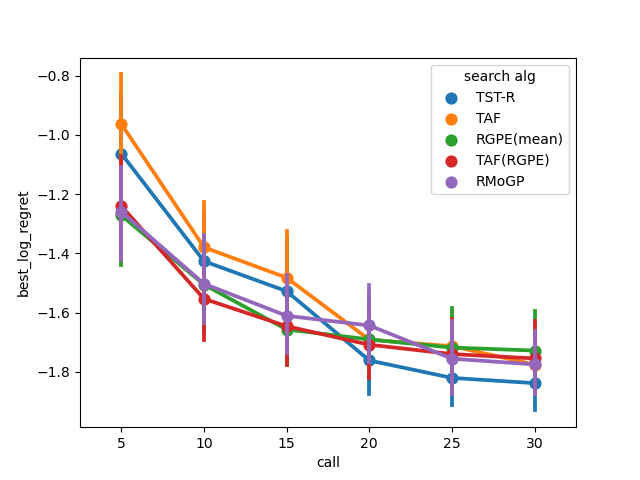 search alg
TST-R
TAF
RGPE(mean)
TAF(RGPE)
RMoGP
best_log_regret
−0.8
−1.0
−1.2
−1.4
−1.6
−1.8
5 10 15 20 25 30
call